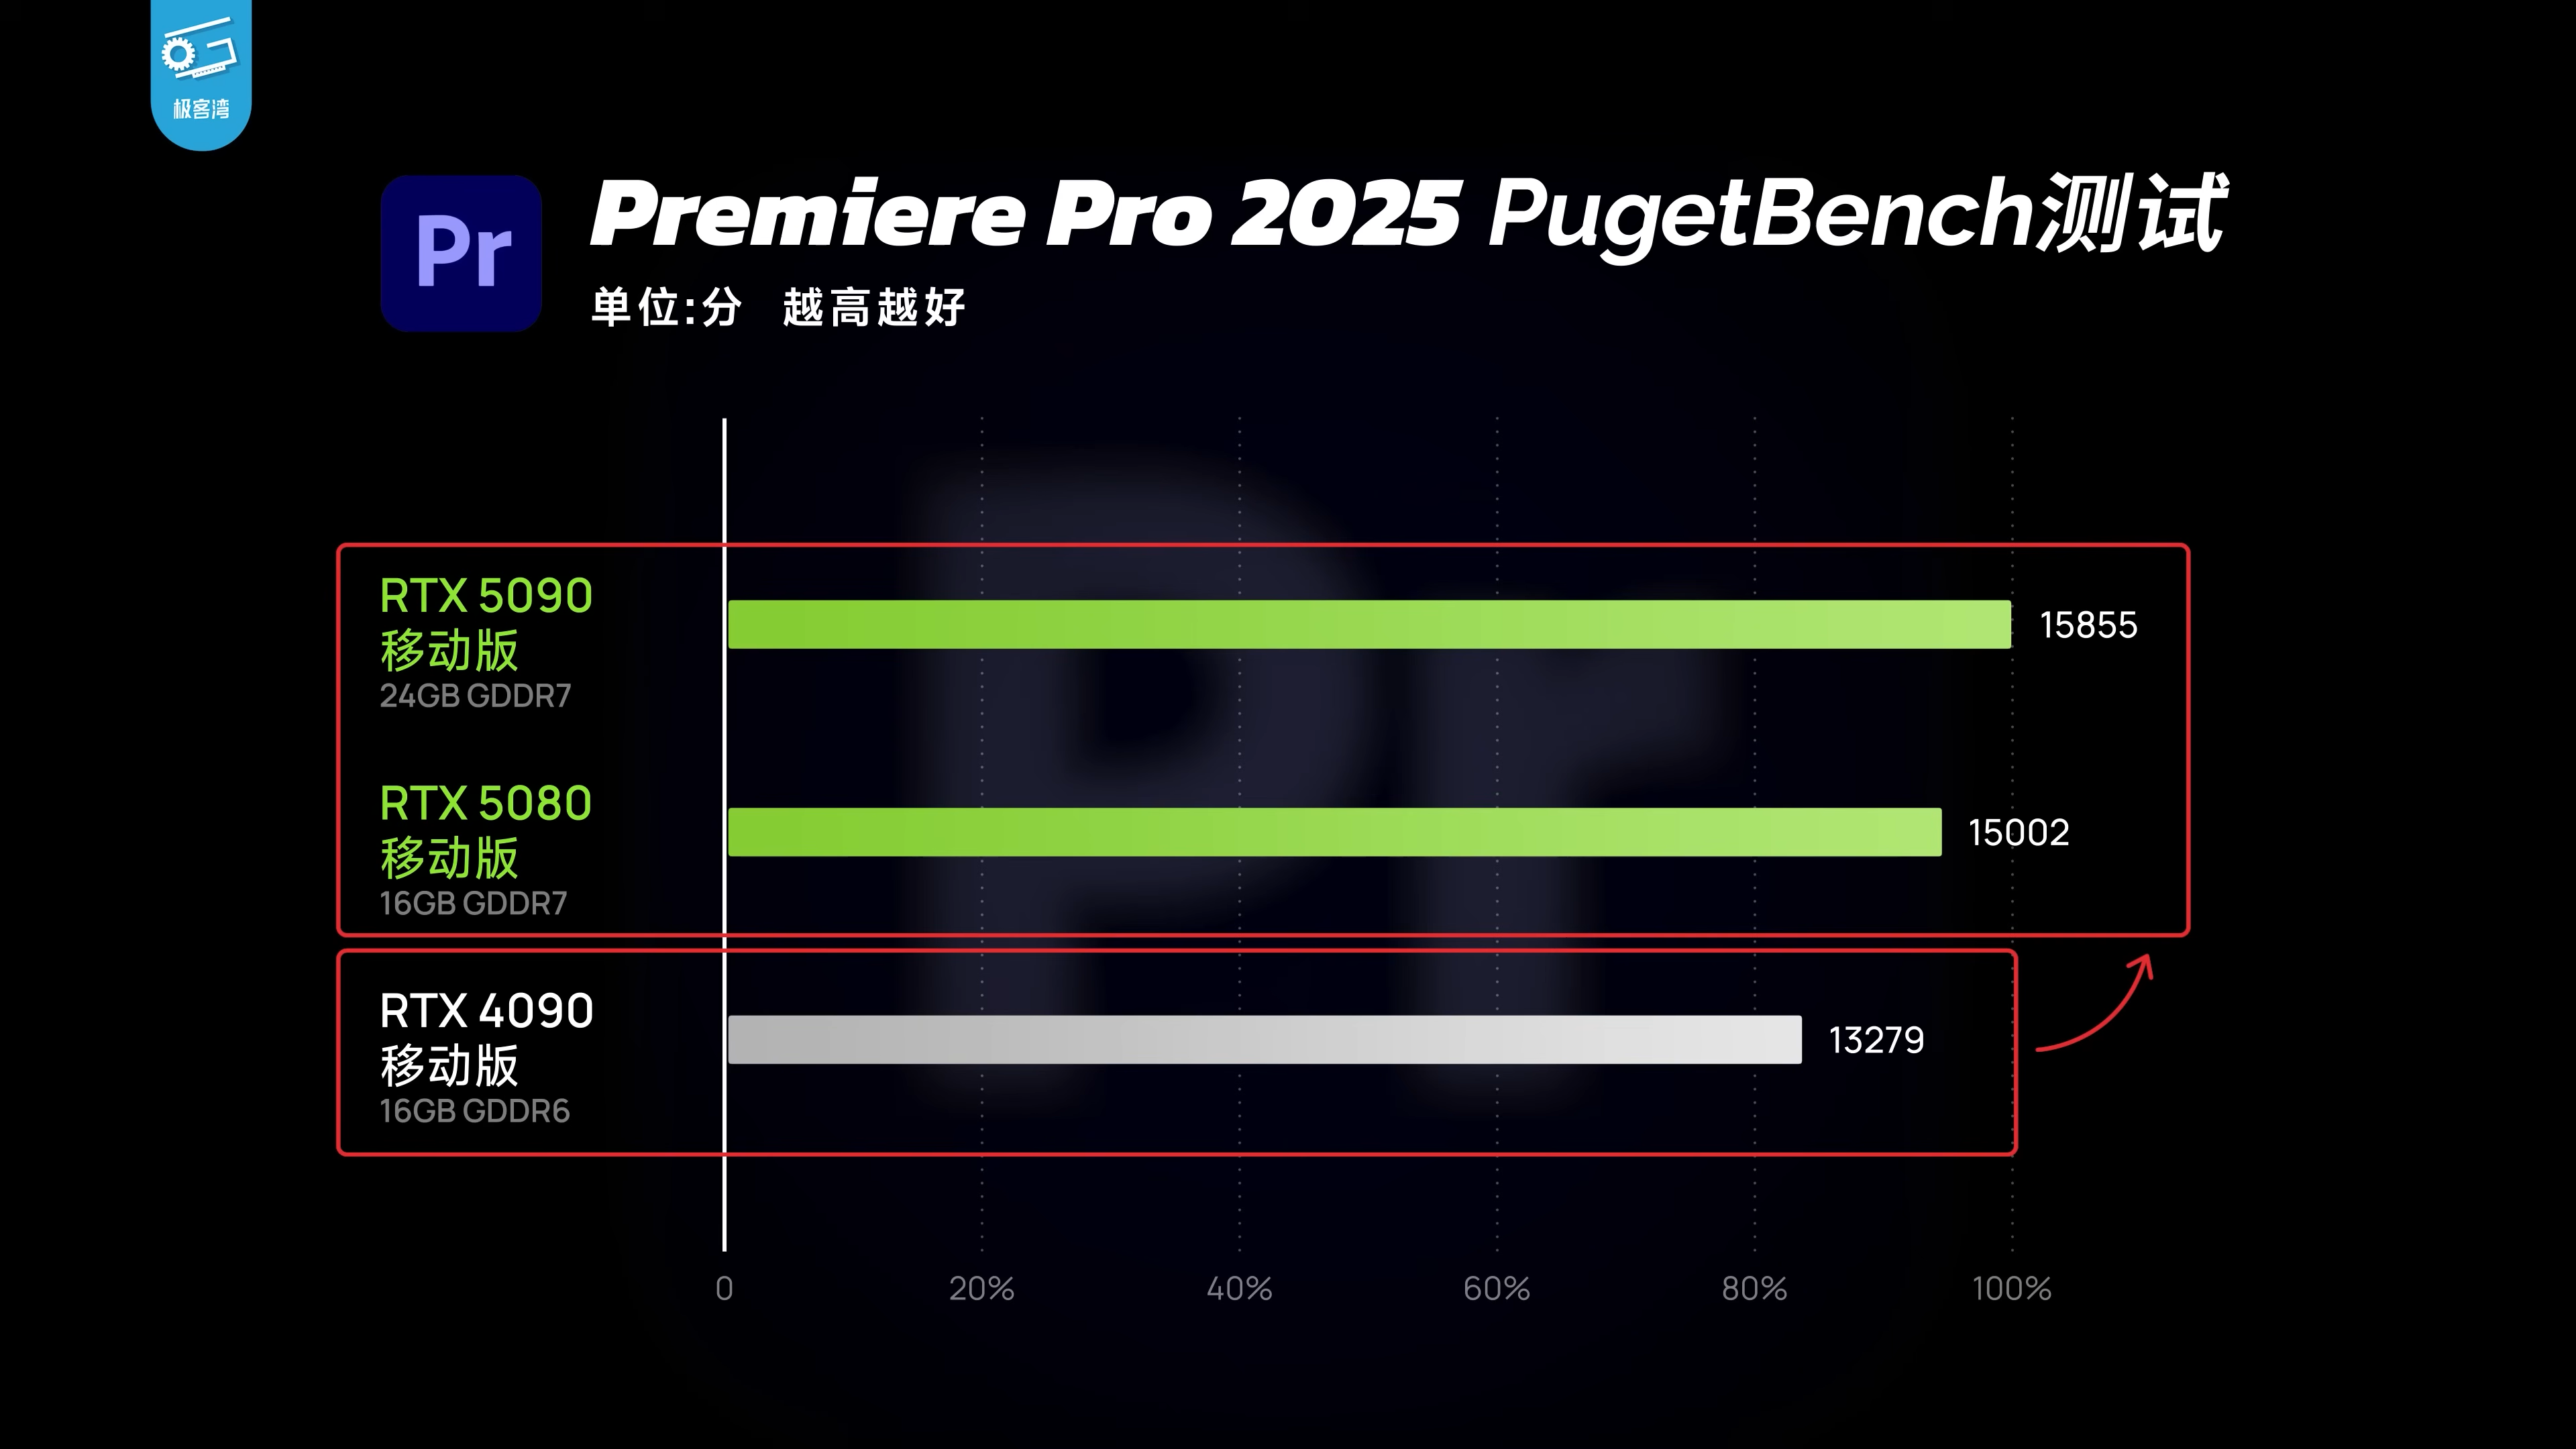 极客湾
Pr
Premiere Pro 2025 PugetBench测试
单位:分 越高越好
RTX 5090
移动版
24GB GDDR7
15855
RTX 5080
移动版
16GB GDDR7
15002
RTX 4090
移动版
16GB GDDR6
13279
0 20% 40% 60% 80% 100%
Pr